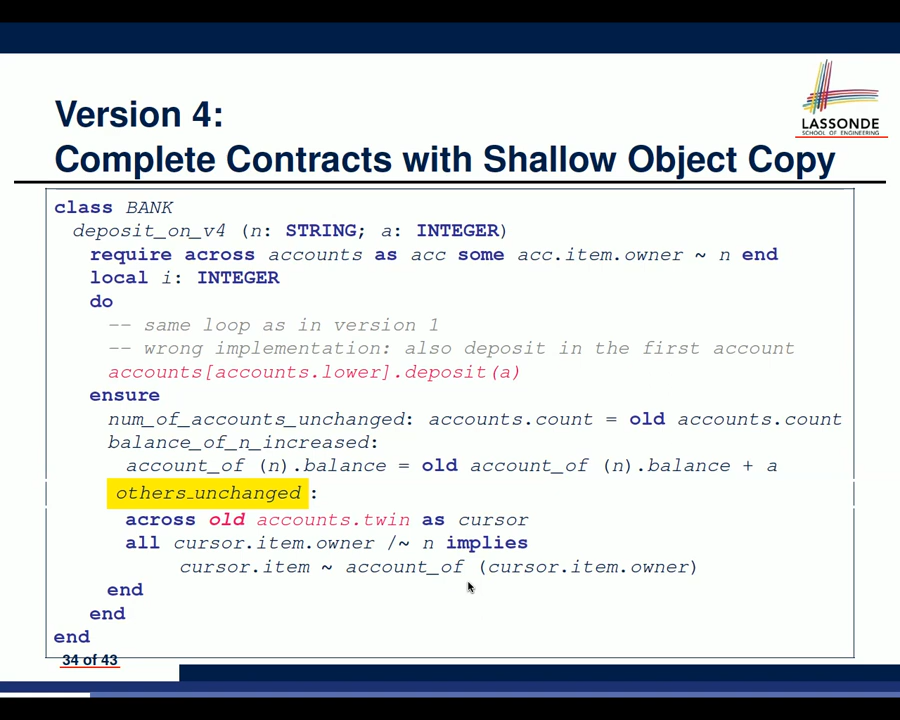 Version 4:
Complete Contracts with Shallow Object Copy
LASSONDE
SCHOOL OF ENGINEERING
class BANK
deposit_on_v4 (n: STRING; a: INTEGER)
require across accounts as acc some acc.item.owner ~ n end
local i: INTEGER
do
-- same loop as in version 1
-- wrong implementation: also deposit in the first account
accounts[accounts.lower].deposit(a)
ensure
num_of_accounts_unchanged: accounts.count = old accounts.count
balance_of_n_increased:
account_of (n).balance = old account_of (n).balance + a
others_unchanged :
across old accounts.twin as cursor
all cursor.item.owner /~ n implies
cursor.item ~ account_of (cursor.item.owner)
end
end
end
34 of 43